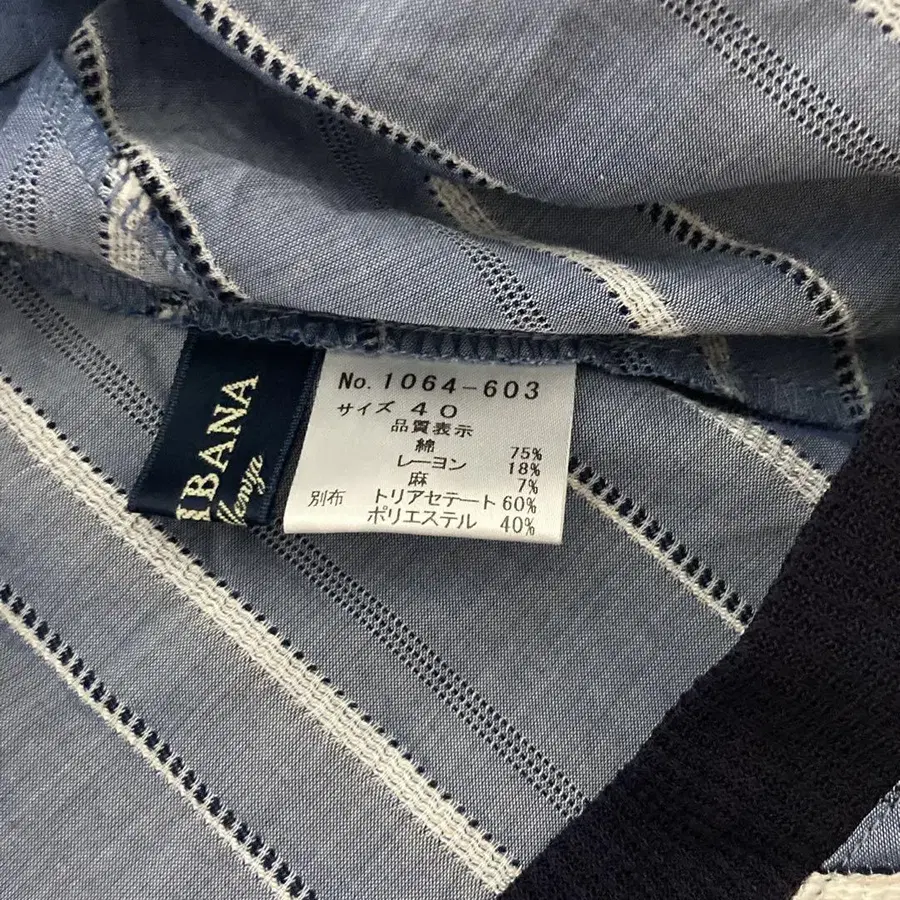 IBANA
No. 1064-603
サイズ 40
品質表示
綿 75%
レーヨン 18%
麻 7%
別布 トリアセテート 60%
ポリエステル 40%